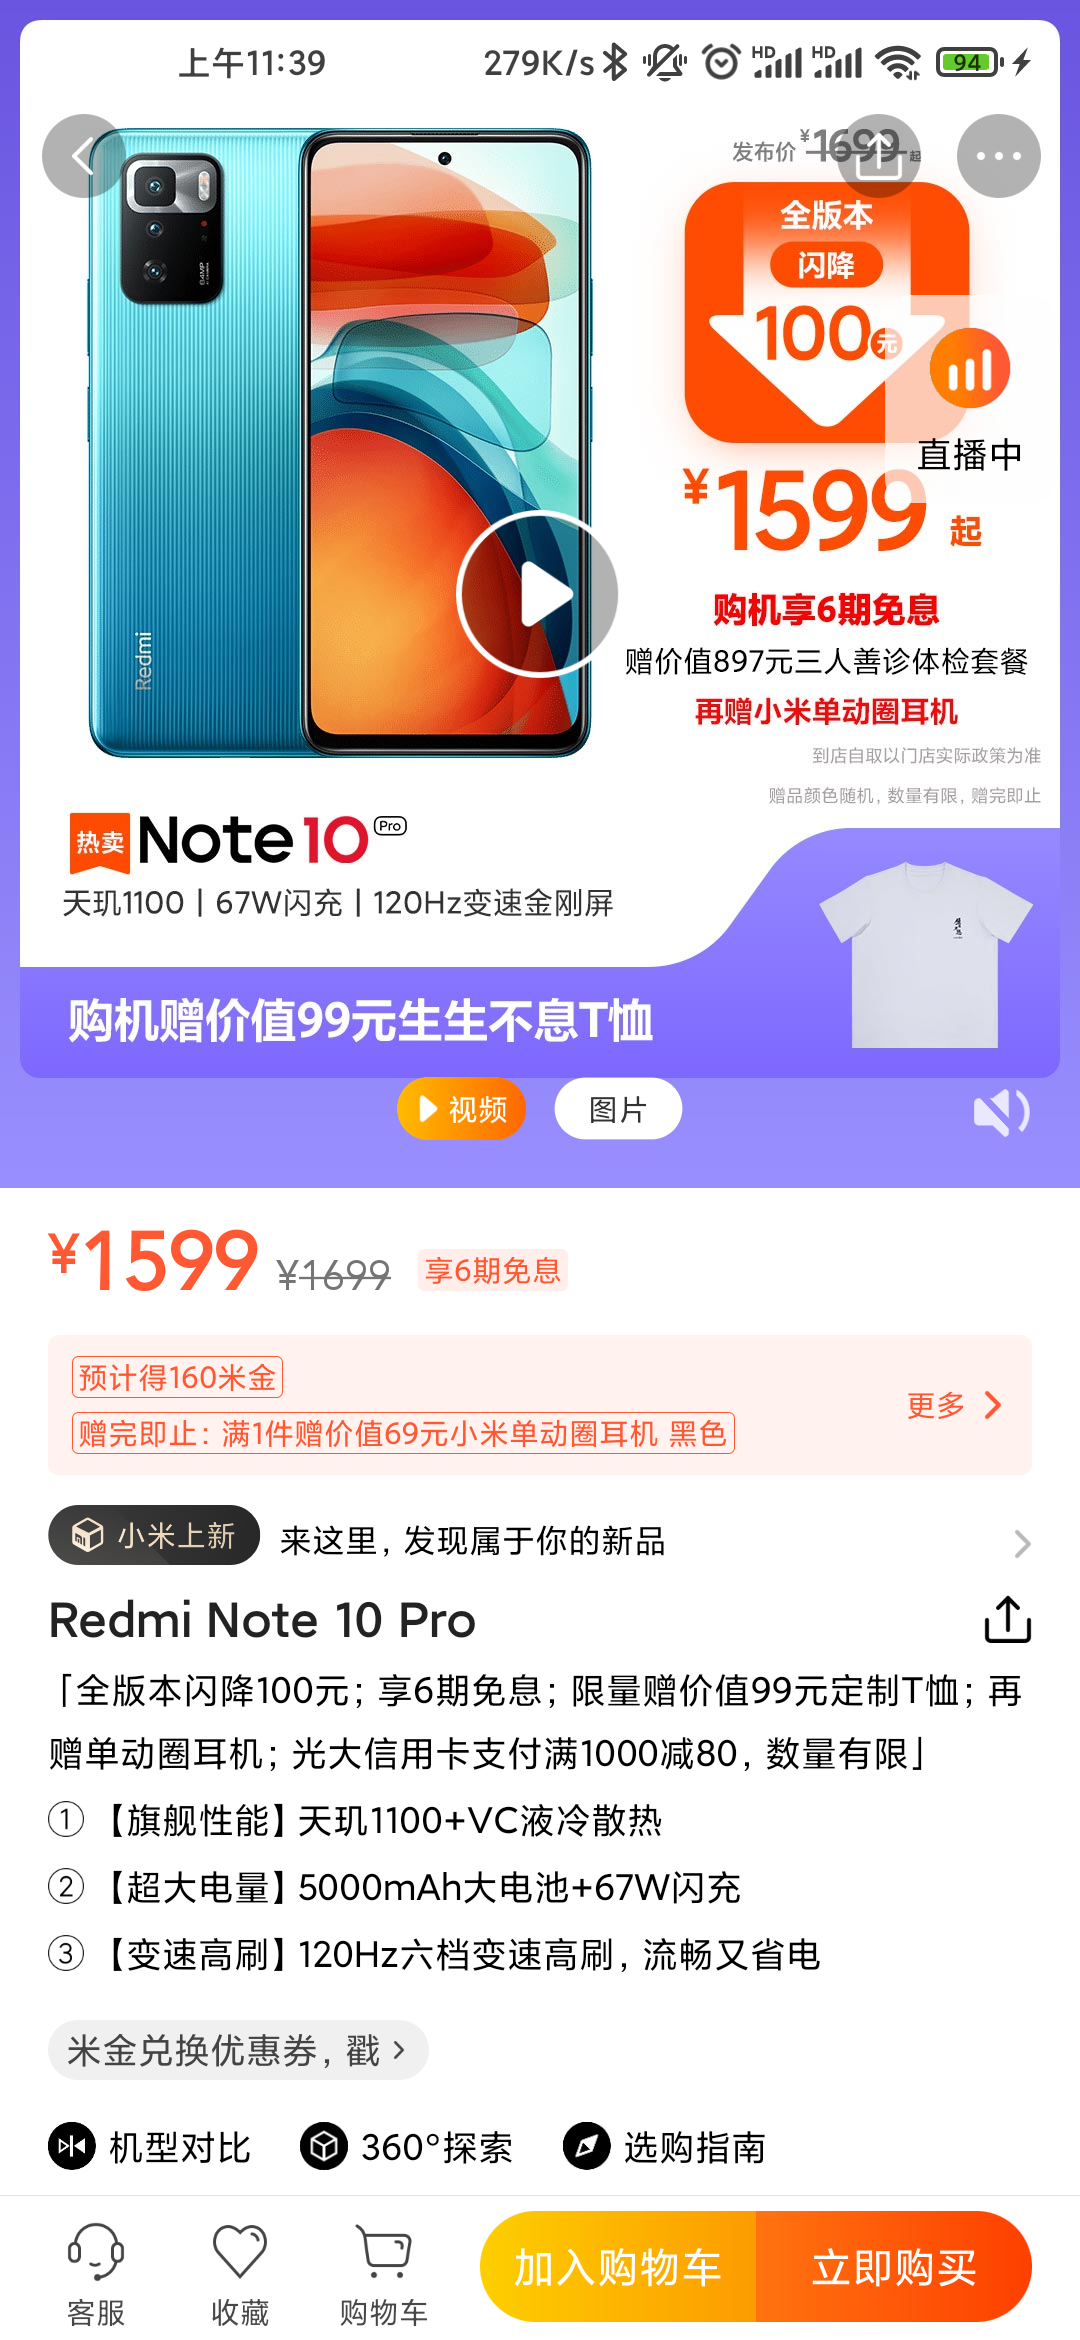 上午11:39
279K/s
HD
HD
94
发布价 ¥1699起
全版本
闪降
100元
直播中
¥1599起
购机享6期免息
赠价值897元三人善诊体检套餐
再赠小米单动圈耳机
到店自取以门店实际政策为准
赠品颜色随机，数量有限，赠完即止
64MP
Redmi
热卖 Note 10 Pro
天玑1100 | 67W闪充 | 120Hz变速金刚屏
购机赠价值99元生生不息T恤
视频
图片
¥1599 ¥1699 享6期免息
预计得160米金
赠完即止：满1件赠价值69元小米单动圈耳机 黑色
更多
小米上新 来这里，发现属于你的新品
Redmi Note 10 Pro
「全版本闪降100元；享6期免息；限量赠价值99元定制T恤；再
赠单动圈耳机；光大信用卡支付满1000减80，数量有限」
① 【旗舰性能】天玑1100+VC液冷散热
② 【超大电量】5000mAh大电池+67W闪充
③ 【变速高刷】120Hz六档变速高刷，流畅又省电
米金兑换优惠券，戳
机型对比
360°探索
选购指南
客服
收藏
购物车
加入购物车
立即购买